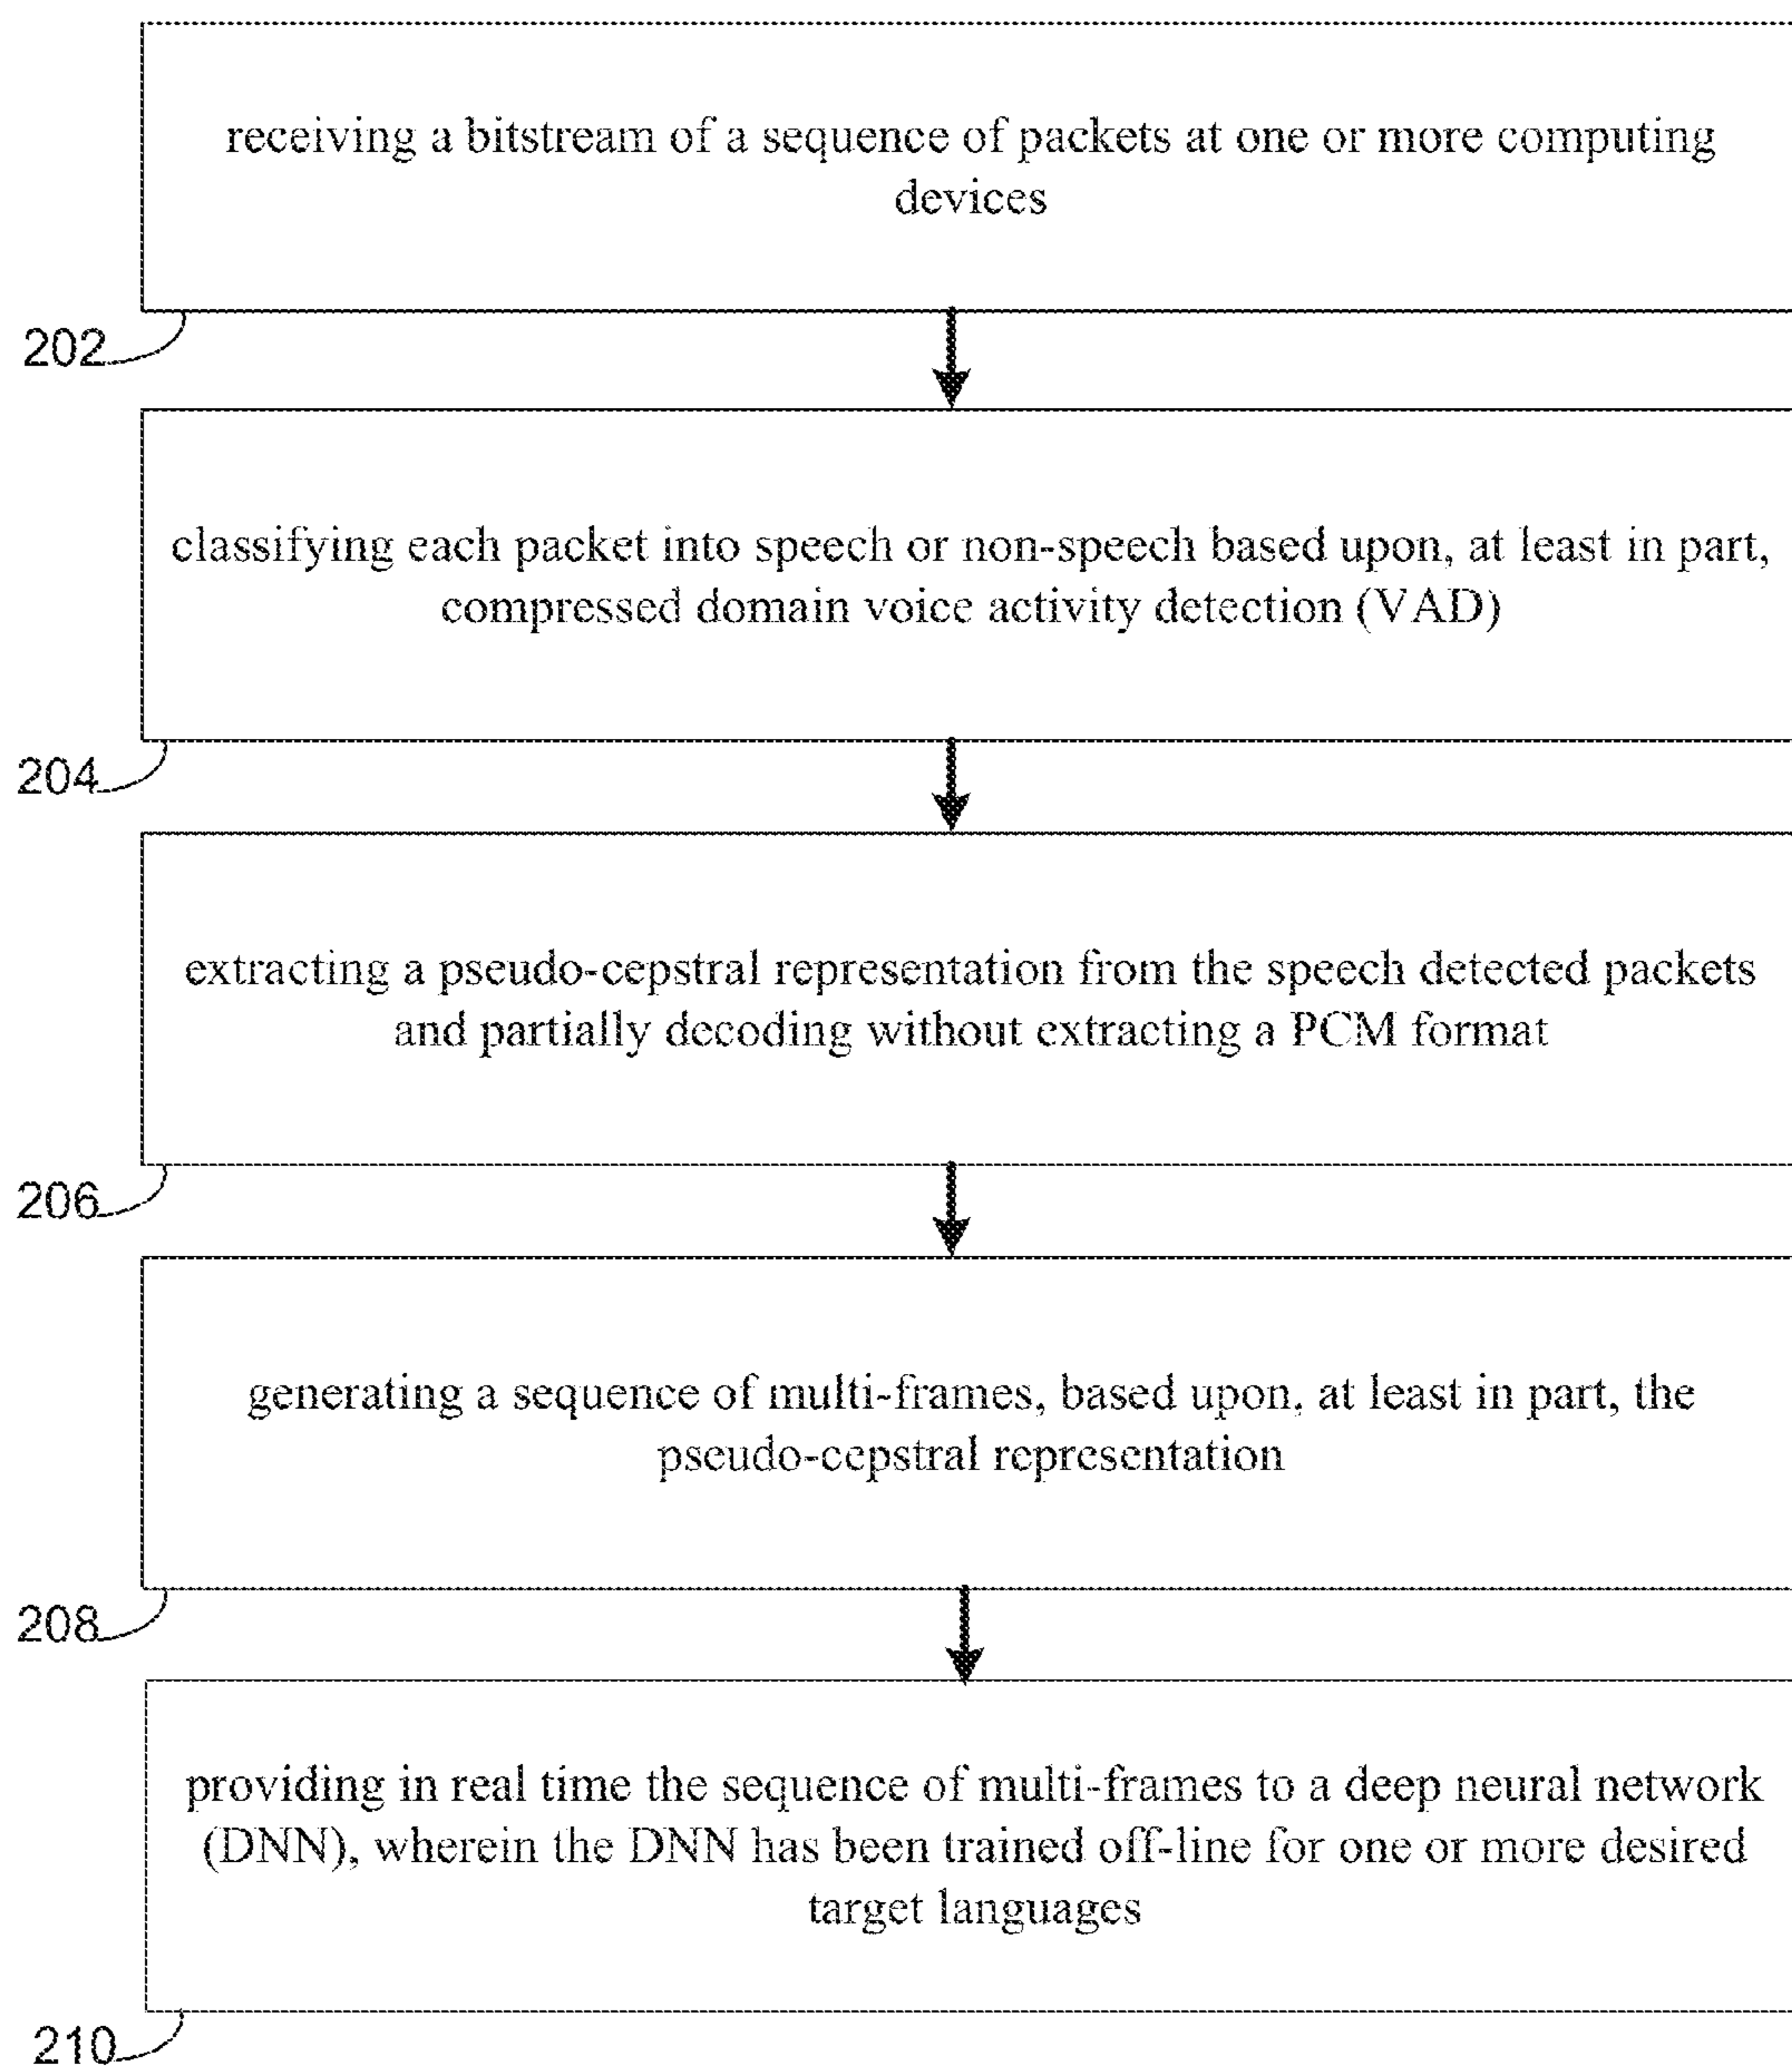 receiving a bitstream of a sequence of packets at one or more computing
devices
202
classifying each packet into speech or non-speech based upon, at least in part,
compressed domain voice activity detection (VAD)
204
extracting a pseudo-cepstral representation from the speech detected packets
and partially decoding without extracting a PCM format
206
generating a sequence of multi-frames, based upon, at least in part, the
pseudo-cepstral representation
208
providing in real time the sequence of multi-frames to a deep neural network
(DNN), wherein the DNN has been trained off-line for one or more desired
target languages
210